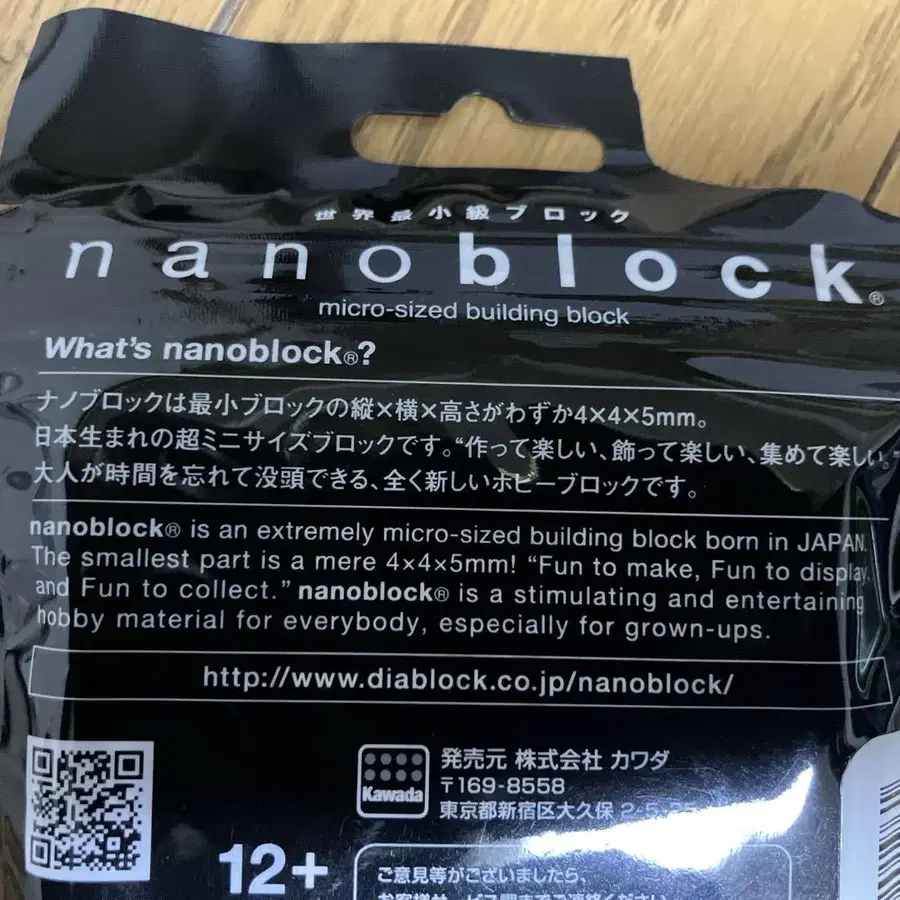 世界最小級ブロック
nanoblock®
micro-sized building block
What's nanoblock®?
ナノブロックは最小ブロックの縦×横×高さがわずか4×4×5mm。
日本生まれの超ミニサイズブロックです。“作って楽しい、飾って楽しい、集めて楽しい。”
大人が時間を忘れて没頭できる、全く新しいホビーブロックです。
nanoblock® is an extremely micro-sized building block born in JAPAN.
The smallest part is a mere 4×4×5mm! “Fun to make, Fun to display,
and Fun to collect.” nanoblock® is a stimulating and entertaining
hobby material for everybody, especially for grown-ups.
http://www.diablock.co.jp/nanoblock/
Kawada
発売元 株式会社 カワダ
〒169-8558
東京都新宿区大久保 2-5-25
12+
ご意見等がございましたら、